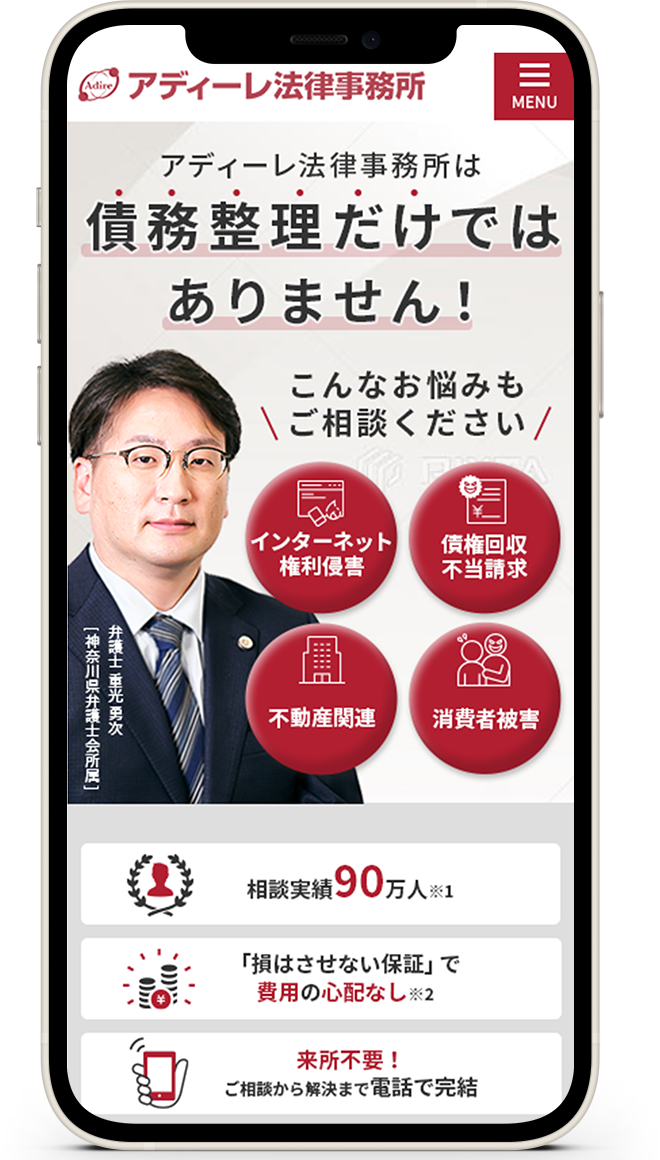 Adire
アディーレ法律事務所
MENU
アディーレ法律事務所は
債務整理だけでは
ありません!
こんなお悩みも
\ ご相談ください /
インターネット
権利侵害
債権回収
不当請求
不動産関連
消費者被害
弁護士 重光 勇次
[神奈川県弁護士会所属]
相談実績90万人※1
「損はさせない保証」で
費用の心配なし※2
来所不要!
ご相談から解決まで電話で完結